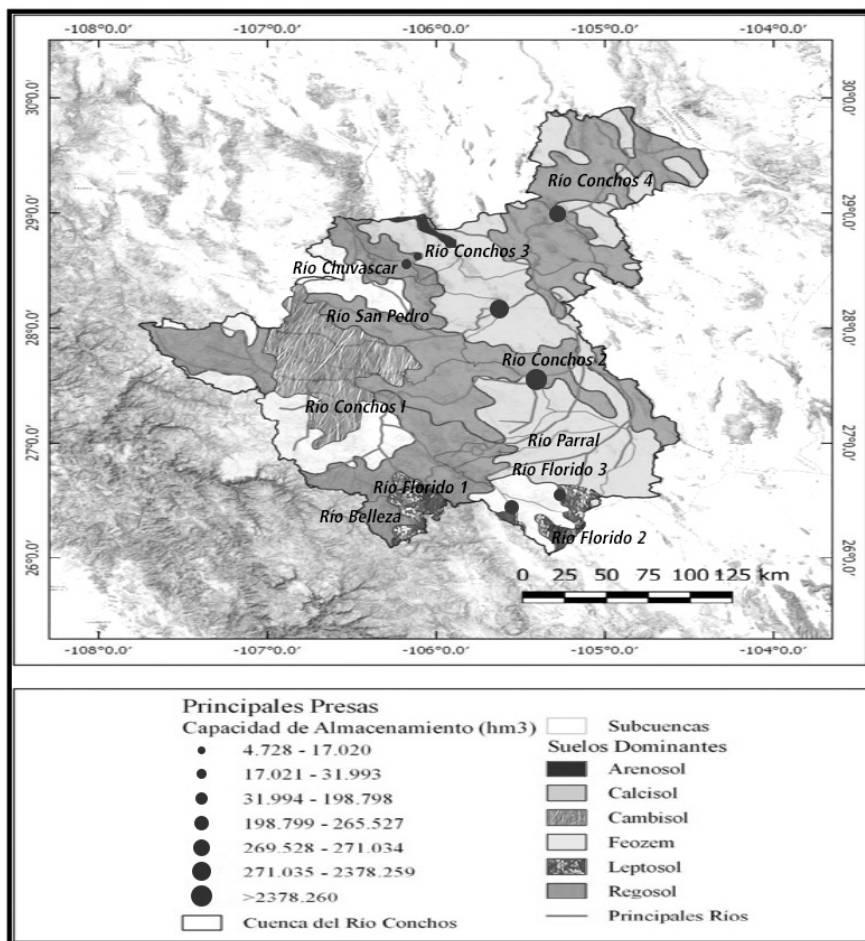 -108°0.0' -107°0.0' -106°0.0' -105°0.0' -104°0.0'
30°0.0' 30°0.0'
Río Conchos 4
29°0.0' 29°0.0'
Río Conchos 3
Río Chuvascar
Río San Pedro
28°0.0' 28°0.0'
Río Conchos 2
Río Conchos I
27°0.0' 27°0.0'
Río Parral
Río Florido 3
Río Florido 1
Río Belleza
Río Florido 2
26°0.0' 26°0.0'
0 25 50 75 100 125 km
-108°0.0' -107°0.0' -106°0.0' -105°0.0' -104°0.0'
Principales Presas
Capacidad de Almacenamiento (hm3)
4.728 - 17.020
17.021 - 31.993
31.994 - 198.798
198.799 - 265.527
269.528 - 271.034
271.035 - 2378.259
>2378.260
Cuenca del Río Conchos
Subcuencas
Suelos Dominantes
Arenosol
Calcisol
Cambisol
Feozem
Leptosol
Regosol
Principales Ríos